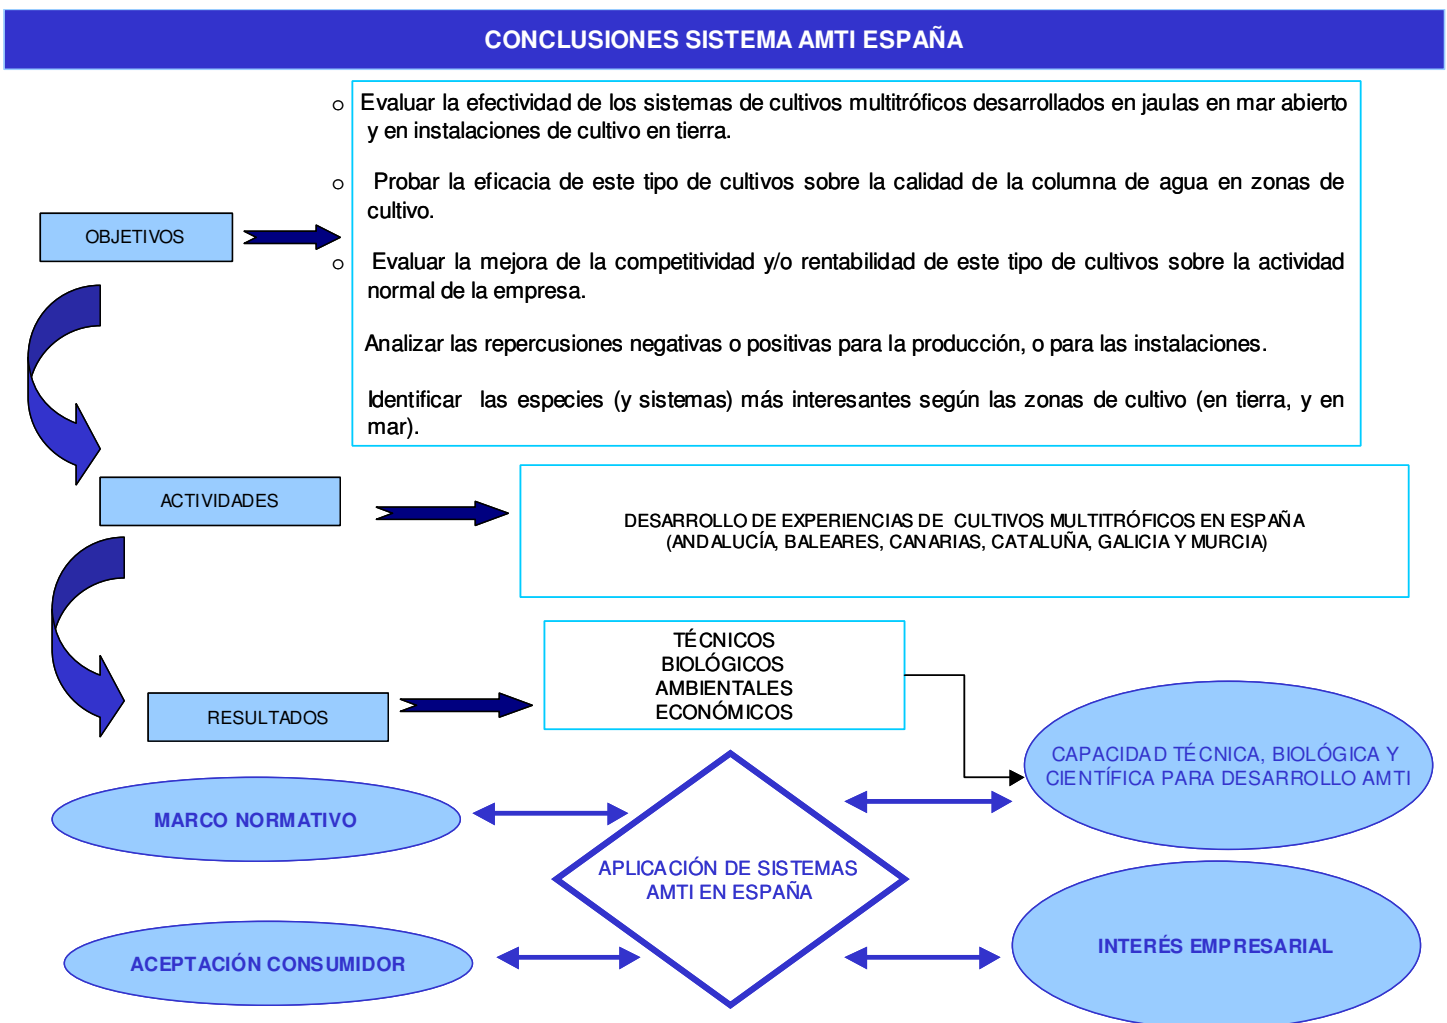 CONCLUSIONES SISTEMA AMTI ESPAÑA
o Evaluar la efectividad de los sistemas de cultivos multitróficos desarrollados en jaulas en mar abierto
y en instalaciones de cultivo en tierra.
o Probar la eficacia de este tipo de cultivos sobre la calidad de la columna de agua en zonas de
cultivo.
OBJETIVOS
o Evaluar la mejora de la competitividad y/o rentabilidad de este tipo de cultivos sobre la actividad
normal de la empresa.
Analizar las repercusiones negativas o positivas para la producción, o para las instalaciones.
Identificar las especies (y sistemas) más interesantes según las zonas de cultivo (en tierra, y en
mar).
ACTIVIDADES
DESARROLLO DE EXPERIENCIAS DE CULTIVOS MULTITRÓFICOS EN ESPAÑA
(ANDALUCÍA, BALEARES, CANARIAS, CATALUÑA, GALICIA Y MURCIA)
RESULTADOS
TÉCNICOS
BIOLÓGICOS
AMBIENTALES
ECONÓMICOS
CAPACIDAD TÉCNICA, BIOLÓGICA Y
CIENTÍFICA PARA DESARROLLO AMTI
MARCO NORMATIVO
APLICACIÓN DE SISTEMAS
AMTI EN ESPAÑA
ACEPTACIÓN CONSUMIDOR
INTERÉS EMPRESARIAL